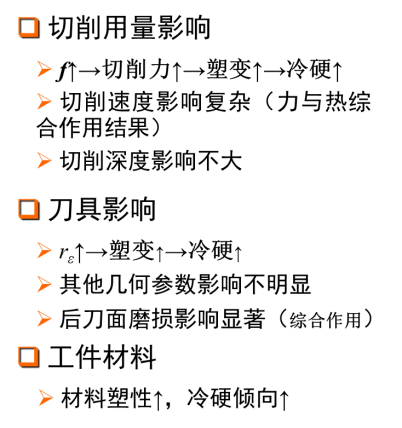 切削用量影响
f↑→切削力↑→塑变↑→冷硬↑
切削速度影响复杂（力与热综
合作用结果）
切削深度影响不大
刀具影响
rε↑→塑变↑→冷硬↑
其他几何参数影响不明显
后刀面磨损影响显著（综合作用）
工件材料
材料塑性↑，冷硬倾向↑